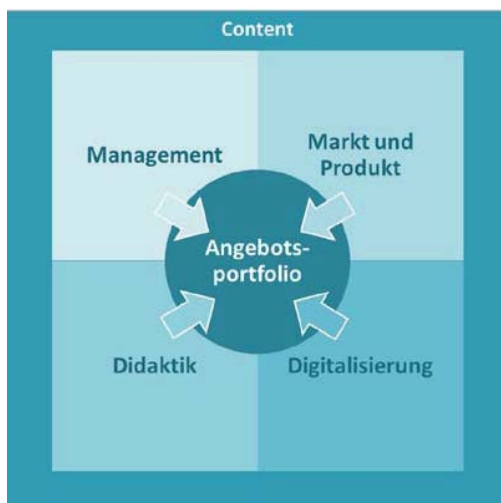 Content
Management
Markt und
Produkt
Angebots-
portfolio
Didaktik
Digitalisierung